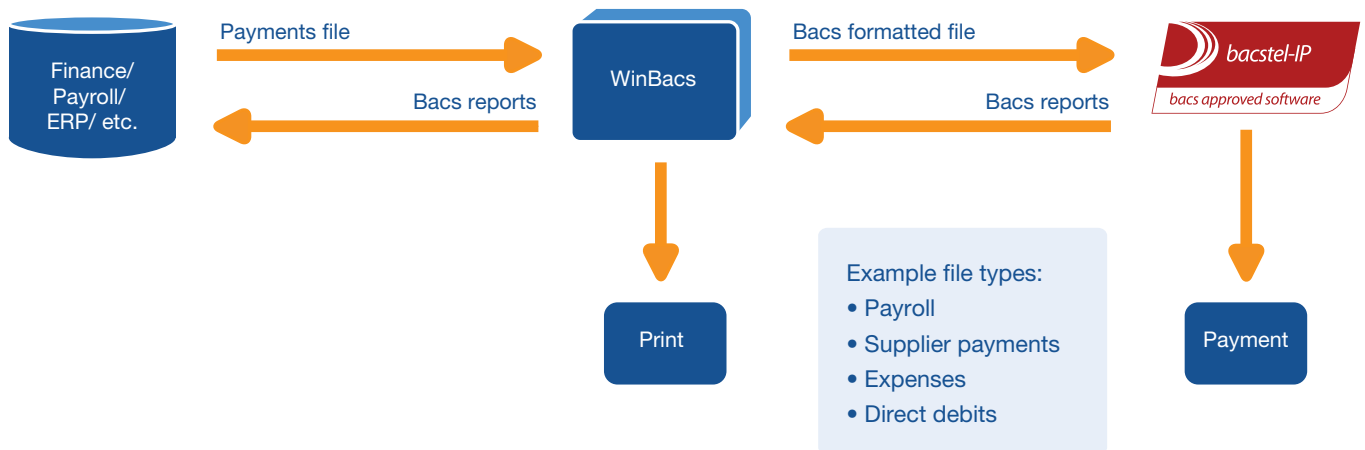 Finance/
Payroll/
ERP/ etc.
Payments file
Bacs reports
WinBacs
Bacs formatted file
Bacs reports
bacstel-IP
bacs approved software
Print
Example file types:
• Payroll
• Supplier payments
• Expenses
• Direct debits
Payment